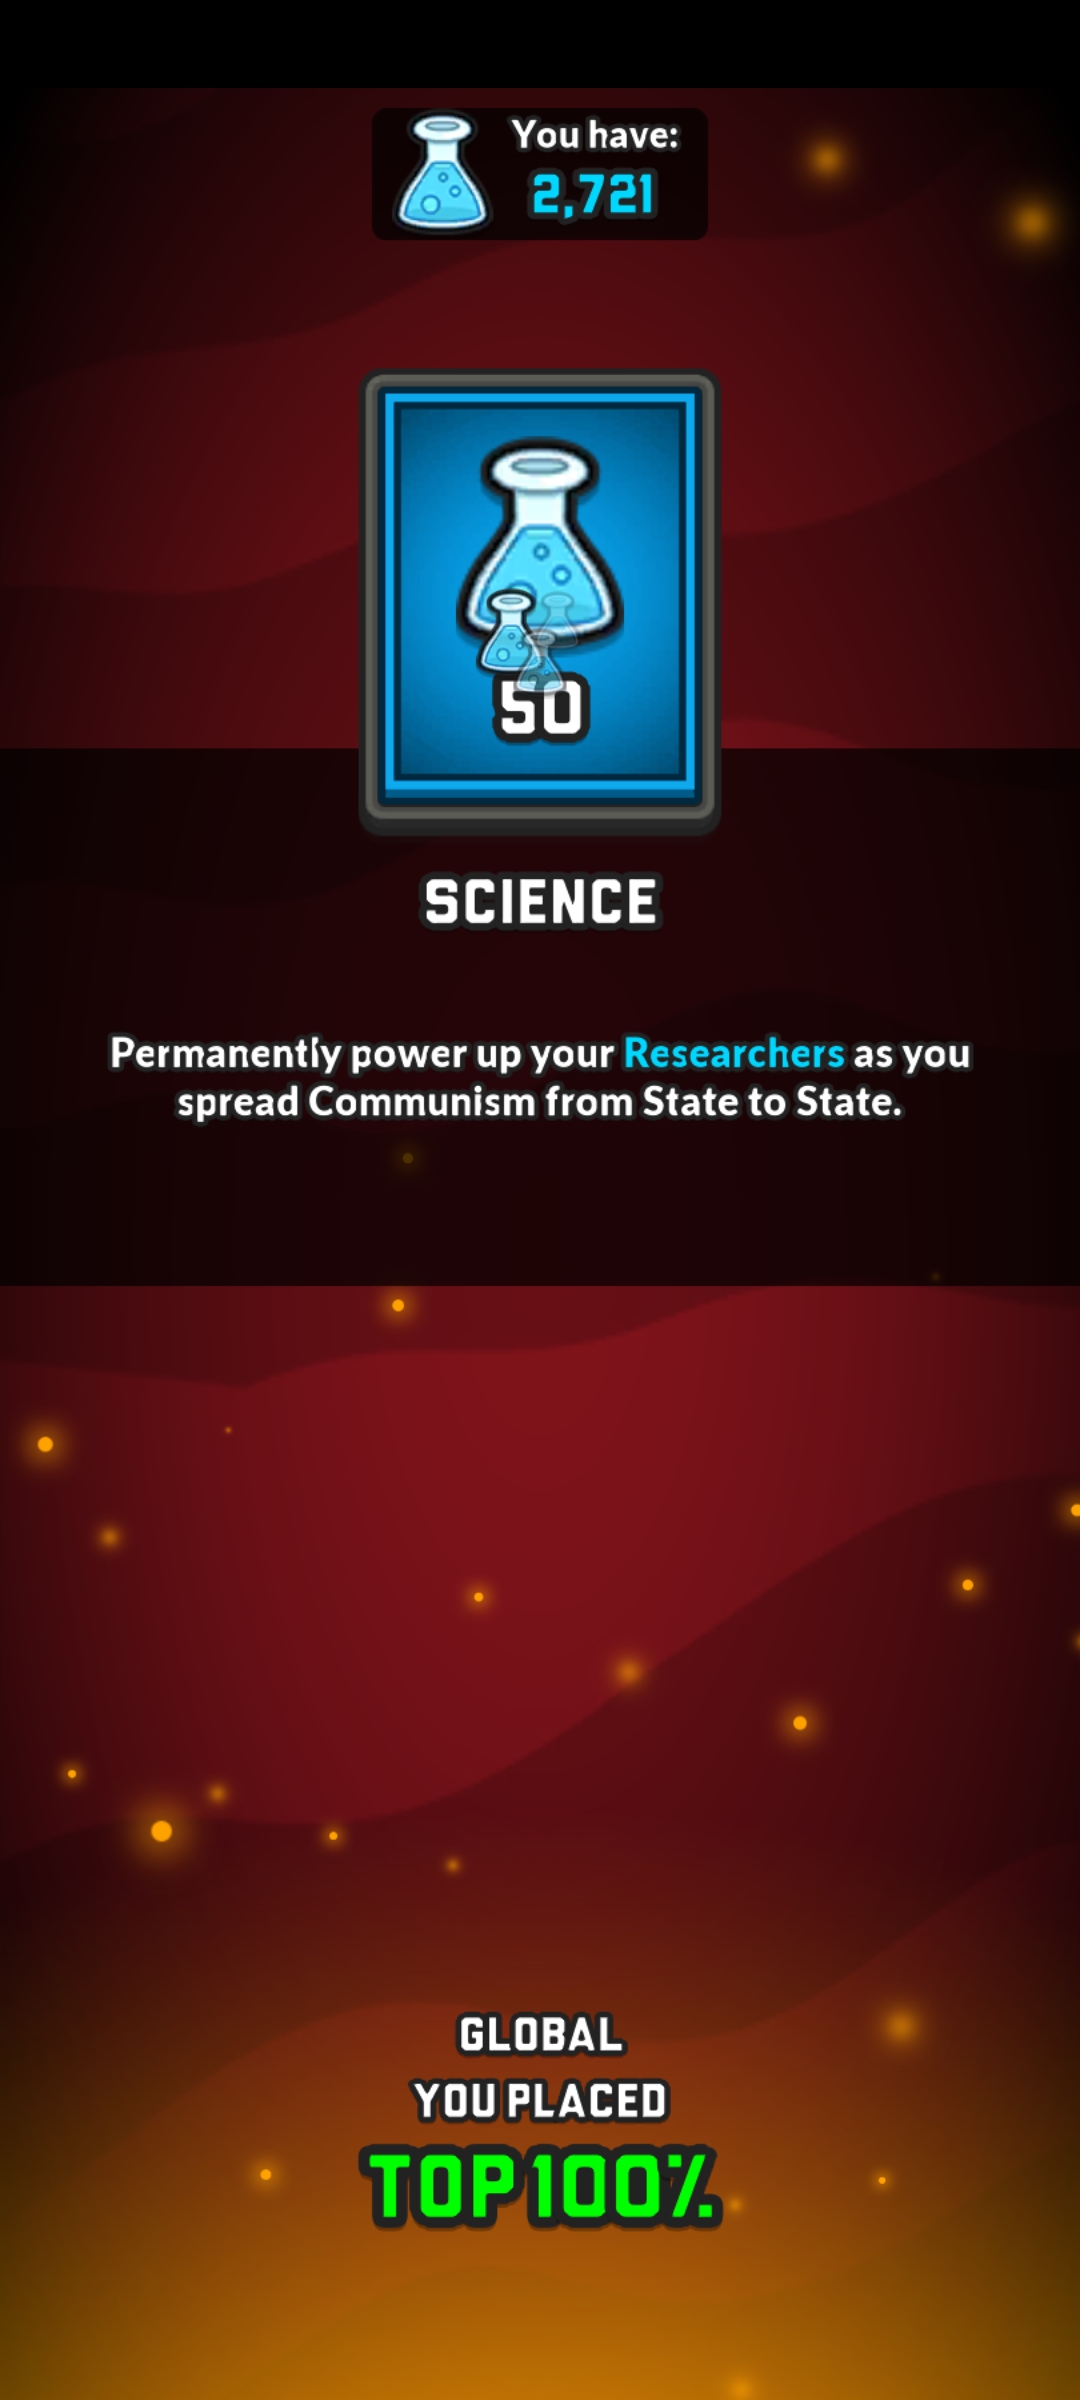 You have:
2,721
50
SCIENCE
Permanently power up your Researchers as you
spread Communism from State to State.
GLOBAL
YOU PLACED
TOP 100%